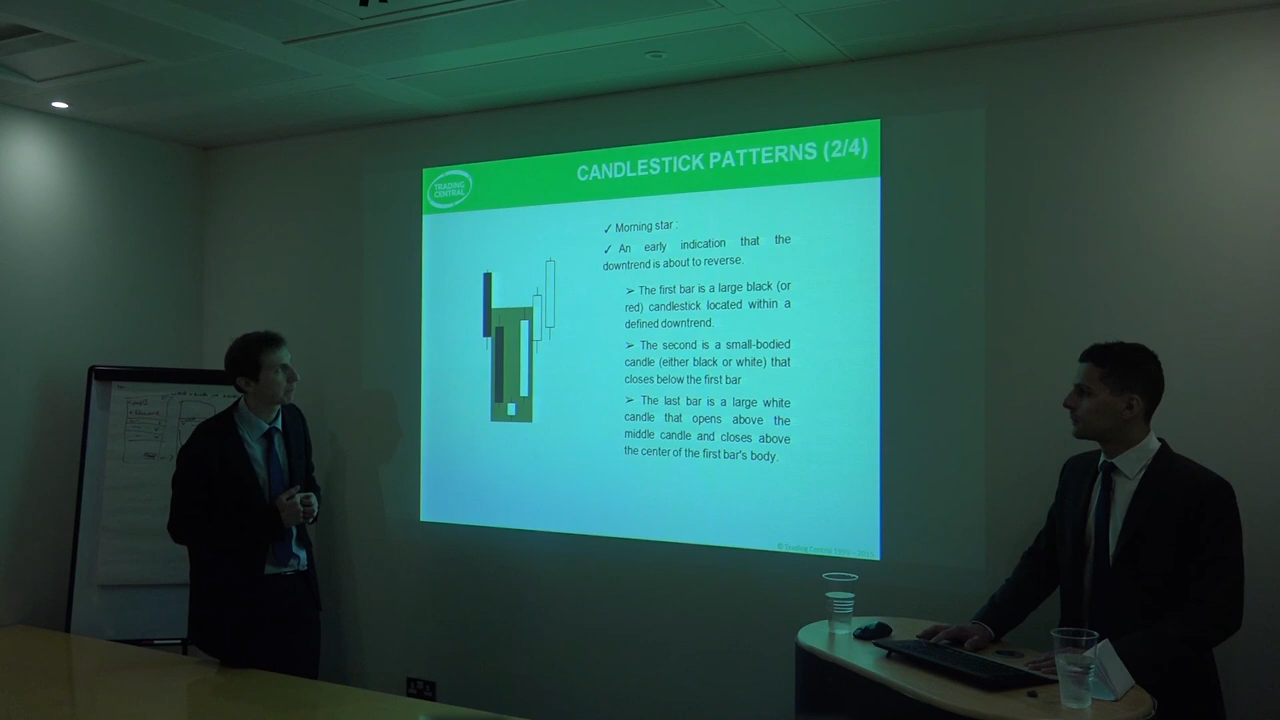 CANDLESTICK PATTERNS (2/4)
TRADING
CENTRAL
✓ Morning star :
✓ An early indication that the
downtrend is about to reverse.
➢ The first bar is a large black (or
red) candlestick located within a
defined downtrend.
➢ The second is a small-bodied
candle (either black or white) that
closes below the first bar
➢ The last bar is a large white
candle that opens above the
middle candle and closes above
the center of the first bar's body.
© Trading Central 1999 -